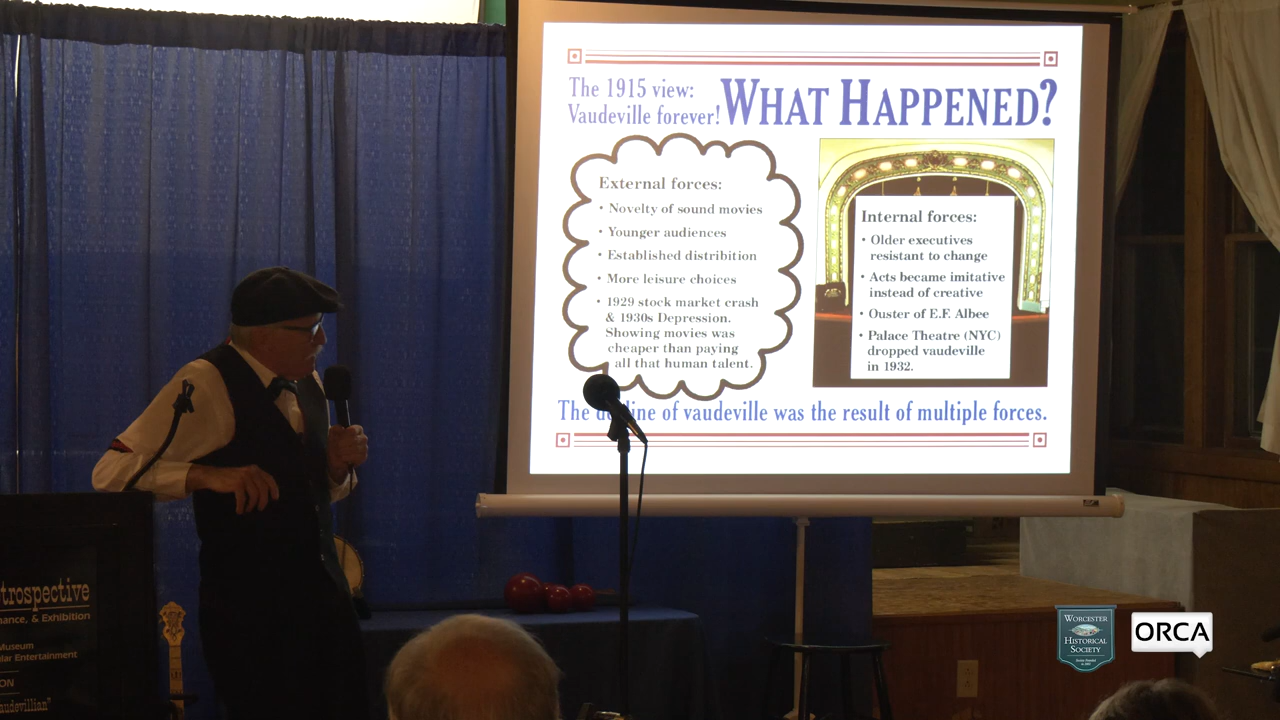 The 1915 view:
Vaudeville forever!
WHAT HAPPENED?
External forces:
• Novelty of sound movies
• Younger audiences
• Established distribition
• More leisure choices
• 1929 stock market crash
& 1930s Depression.
Showing movies was
cheaper than paying
all that human talent.
Internal forces:
• Older executives
resistant to change
• Acts became imitative
instead of creative
• Ouster of E.F. Albee
• Palace Theatre (NYC)
dropped vaudeville
in 1932.
The decline of vaudeville was the result of multiple forces.
trospective
nance, & Exhibition
Museum
lar Entertainment
ON
audevillian"
WORCESTER
HISTORICAL
SOCIETY
ORCA